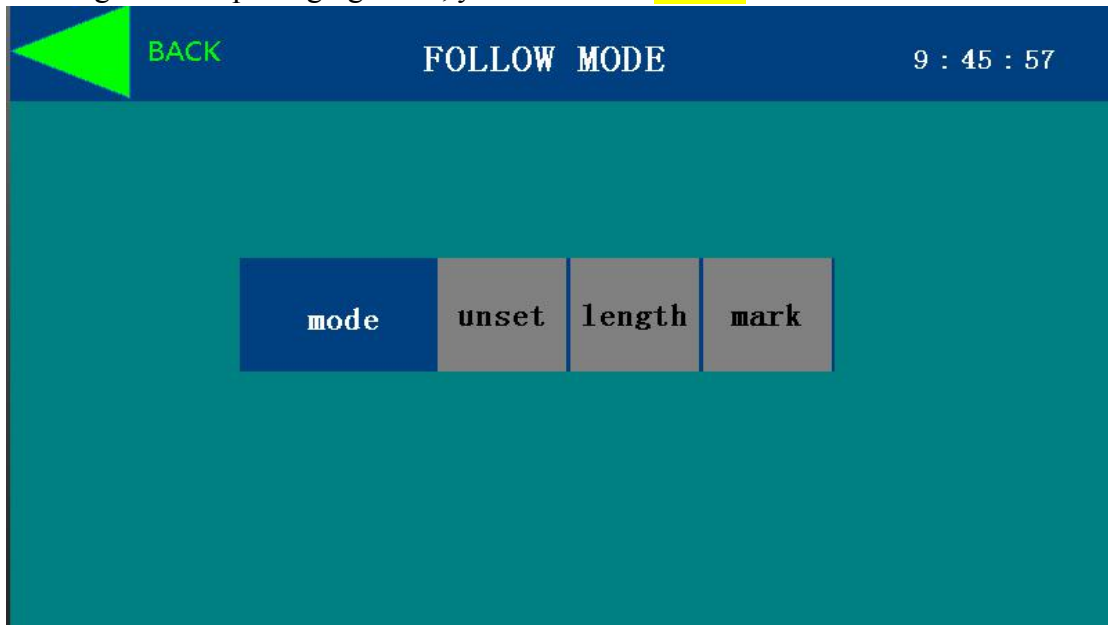 BACK
FOLLOW MODE
9 : 45 : 57
mode
unset
length
mark